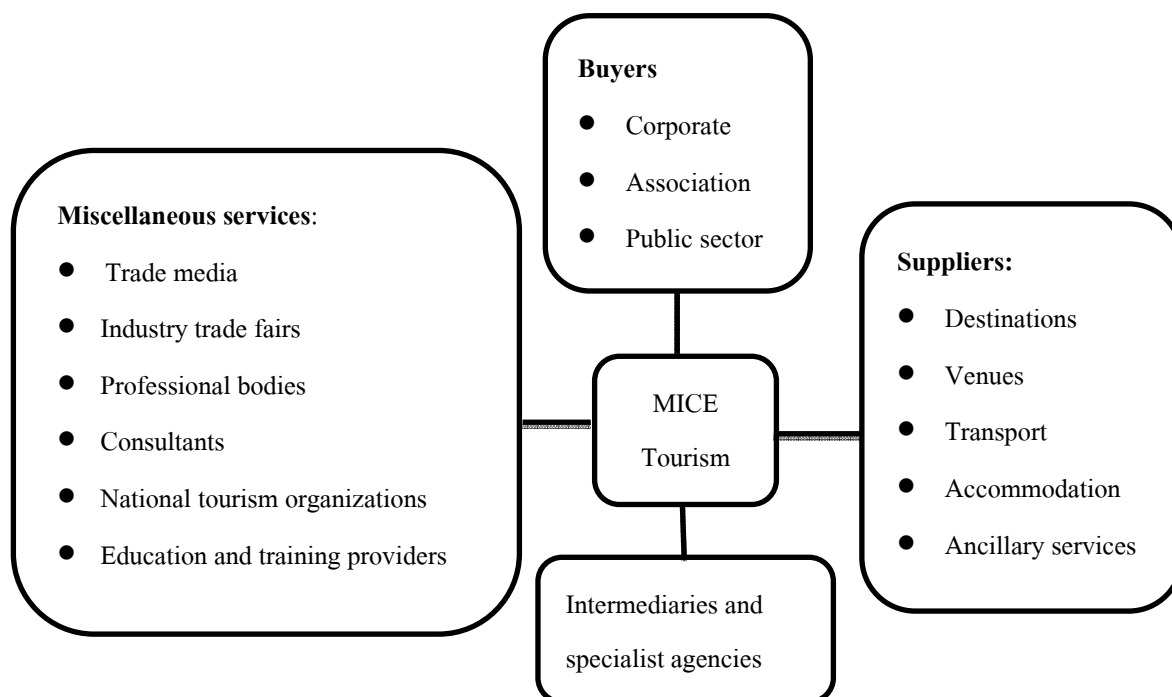 Buyers
● Corporate
● Association
● Public sector
Miscellaneous services:
● Trade media
● Industry trade fairs
● Professional bodies
● Consultants
● National tourism organizations
● Education and training providers
MICE
Tourism
Suppliers:
● Destinations
● Venues
● Transport
● Accommodation
● Ancillary services
Intermediaries and
specialist agencies